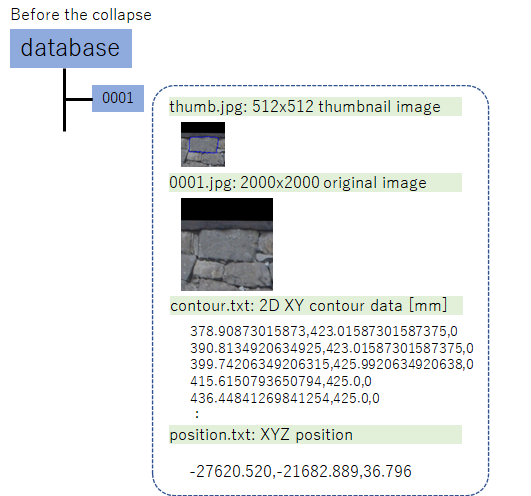 Before the collapse
database
0001
thumb.jpg: 512x512 thumbnail image
0001.jpg: 2000x2000 original image
contour.txt: 2D XY contour data [mm]
378.90873015873,423.01587301587375,0
390.8134920634925,423.01587301587375,0
399.74206349206315,425.9920634920638,0
415.6150793650794,425.0,0
436.44841269841254,425.0,0
:
position.txt: XYZ position
-27620.520,-21682.889,36.796